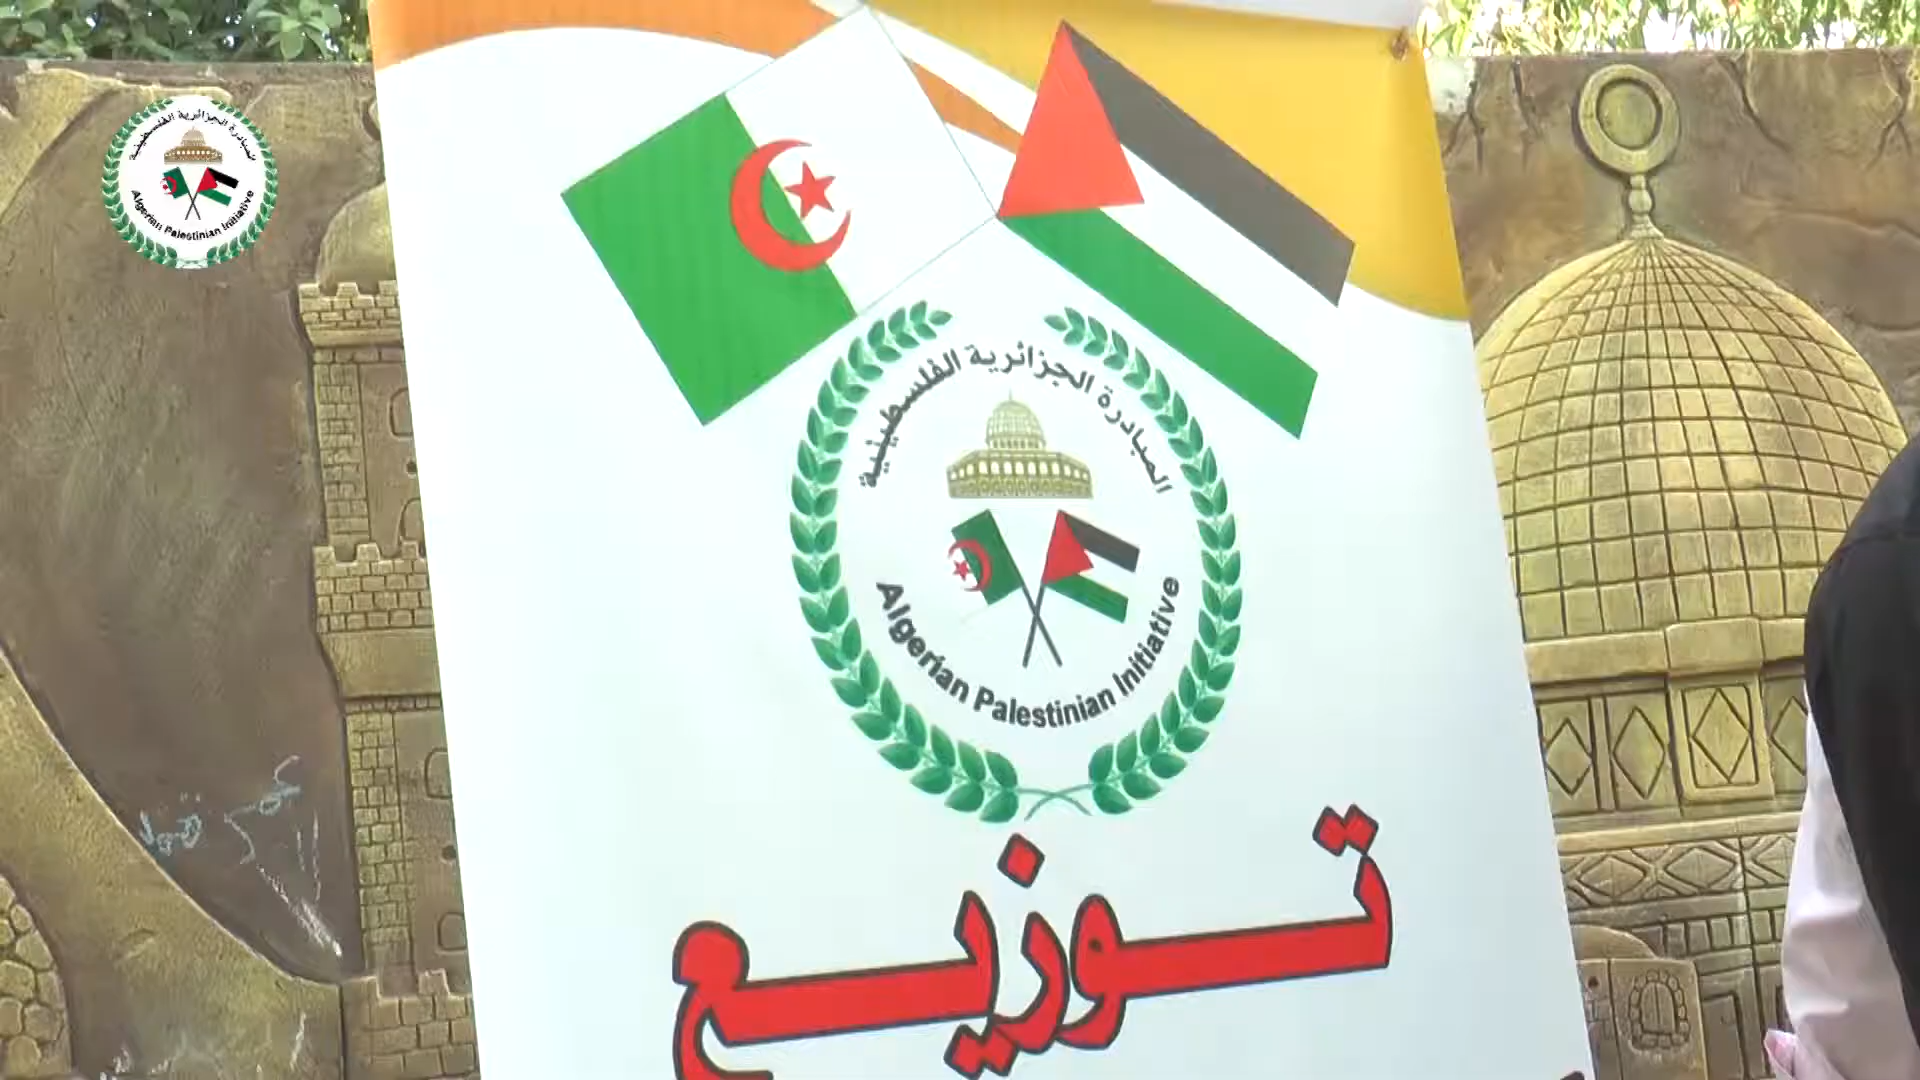 المبادرة الجزائرية الفلسطينية
Algerian Palestinian Initiative
المبادرة الجزائرية الفلسطينية
Algerian Palestinian Initiative
توزيع